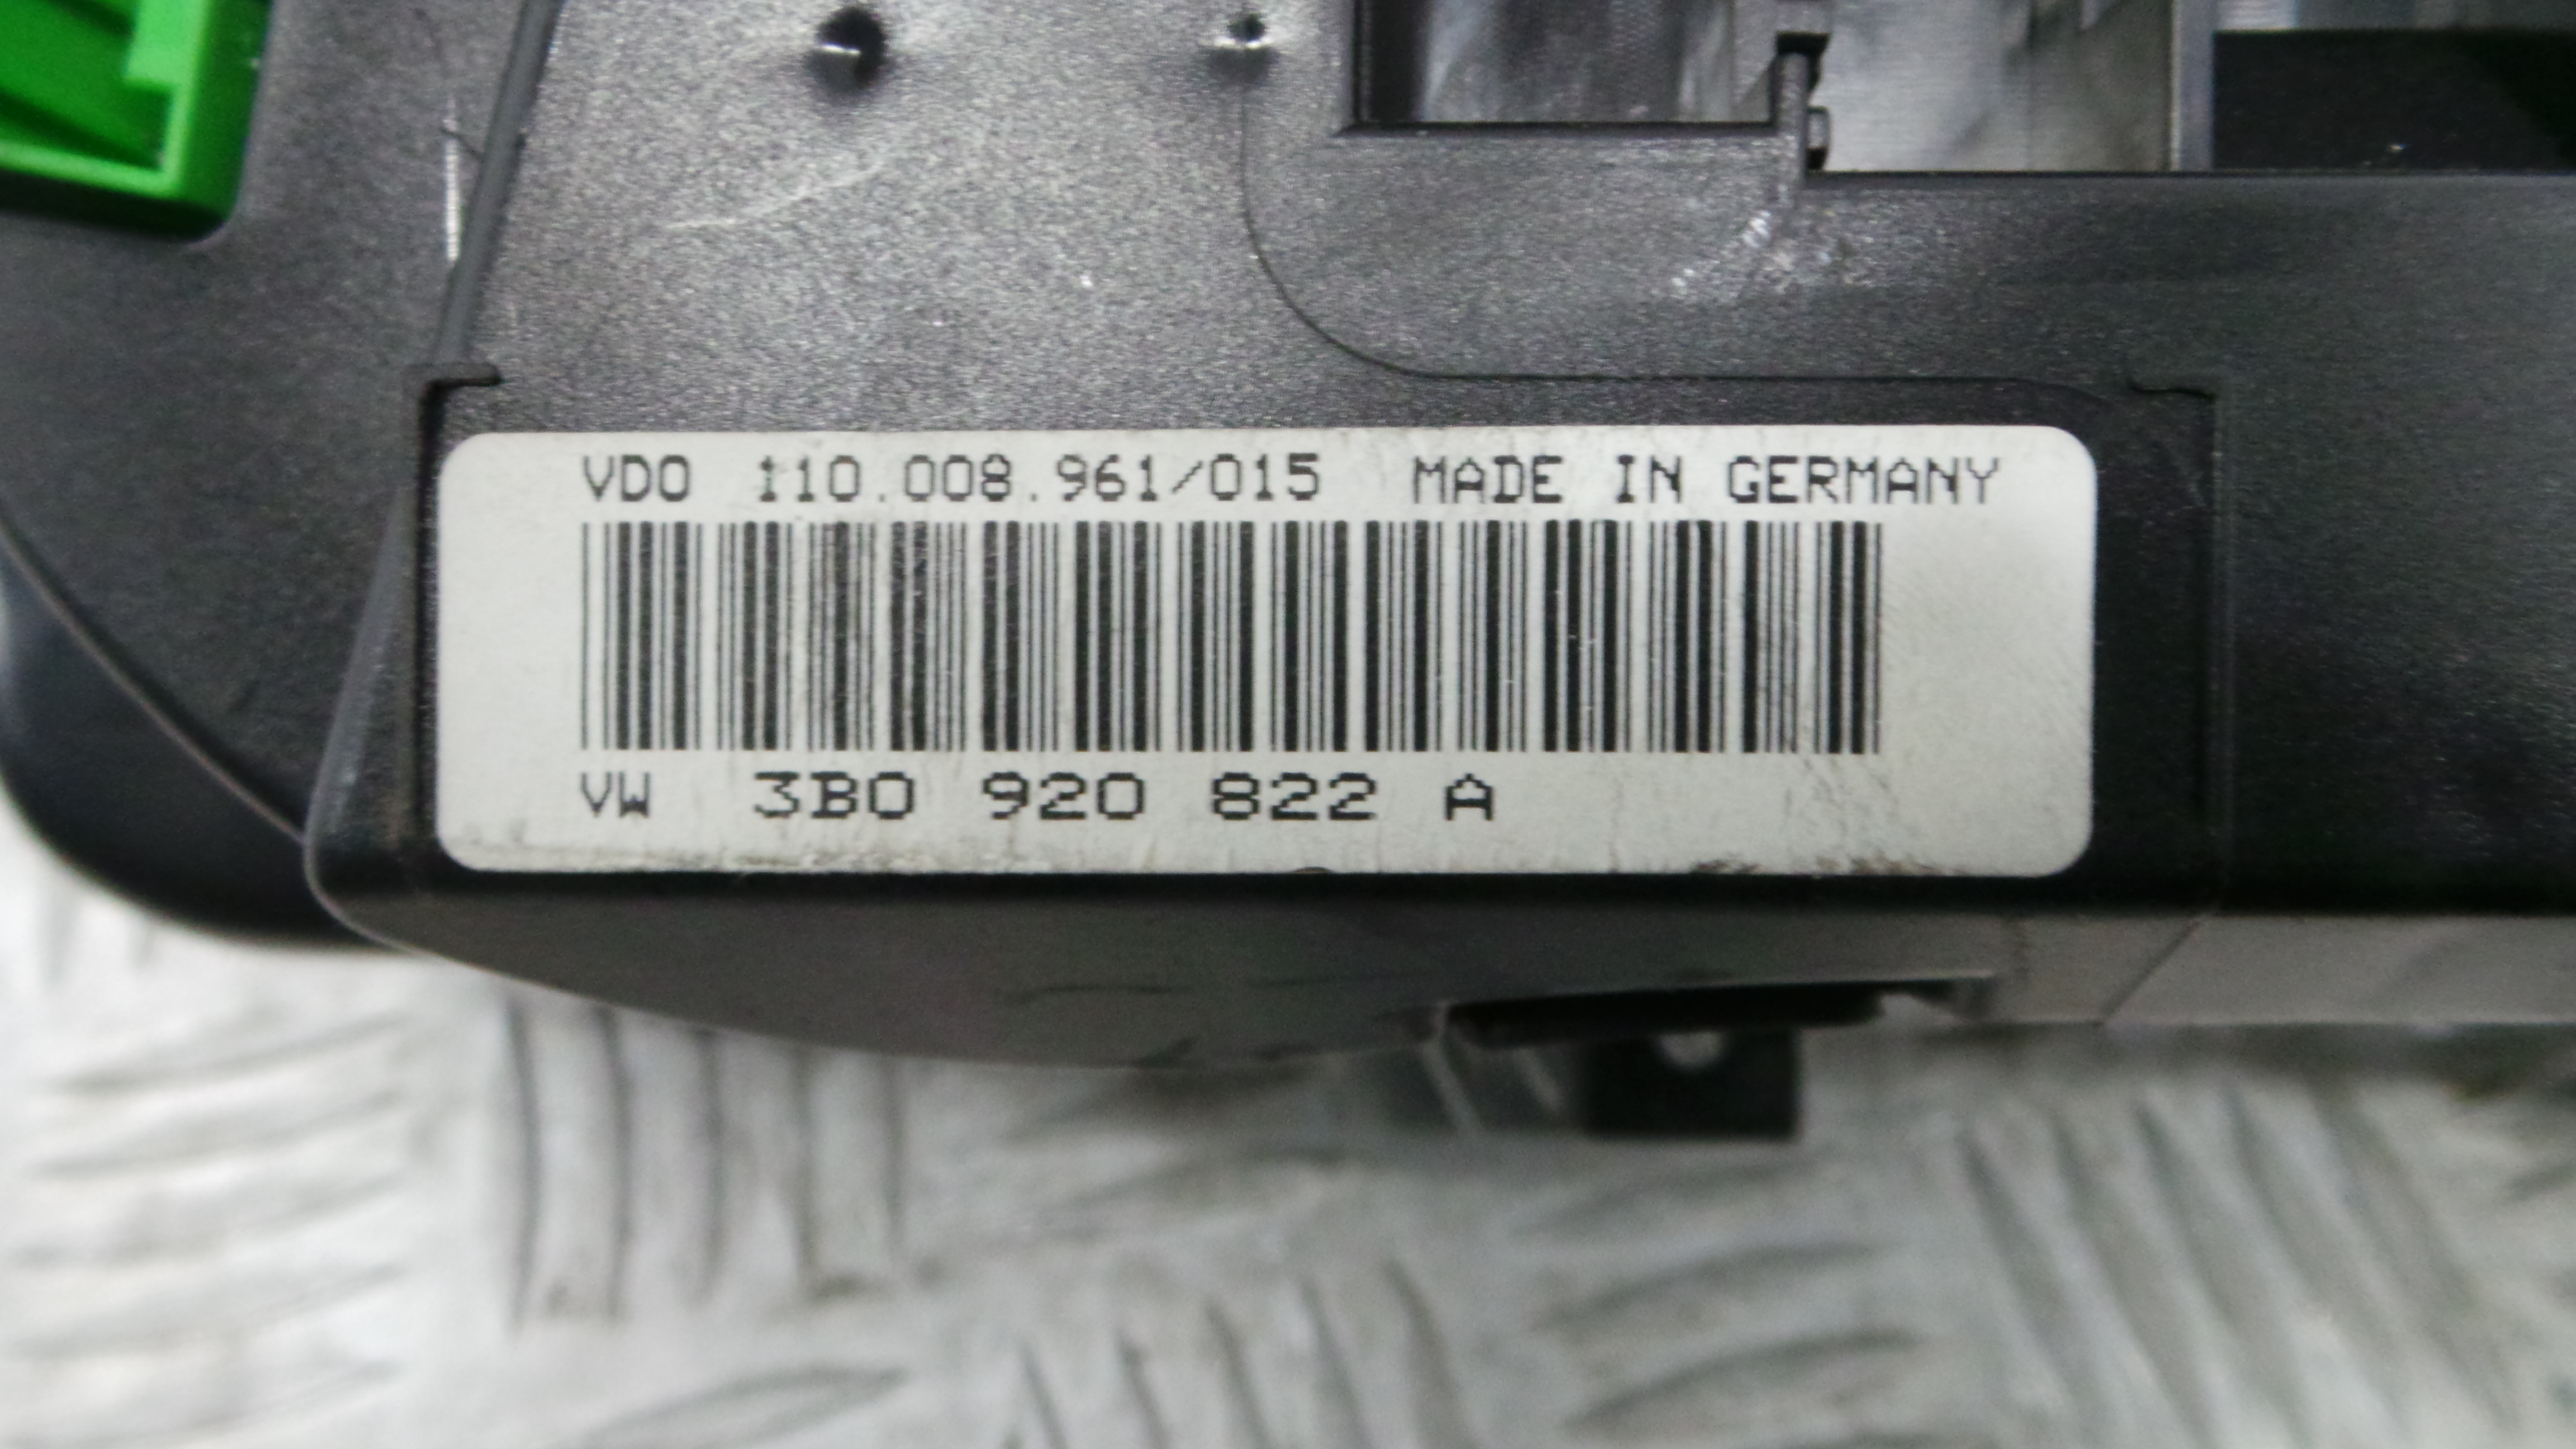 VDO 110.008.961/015 MADE IN GERMANY
VW 3B0 920 822 A